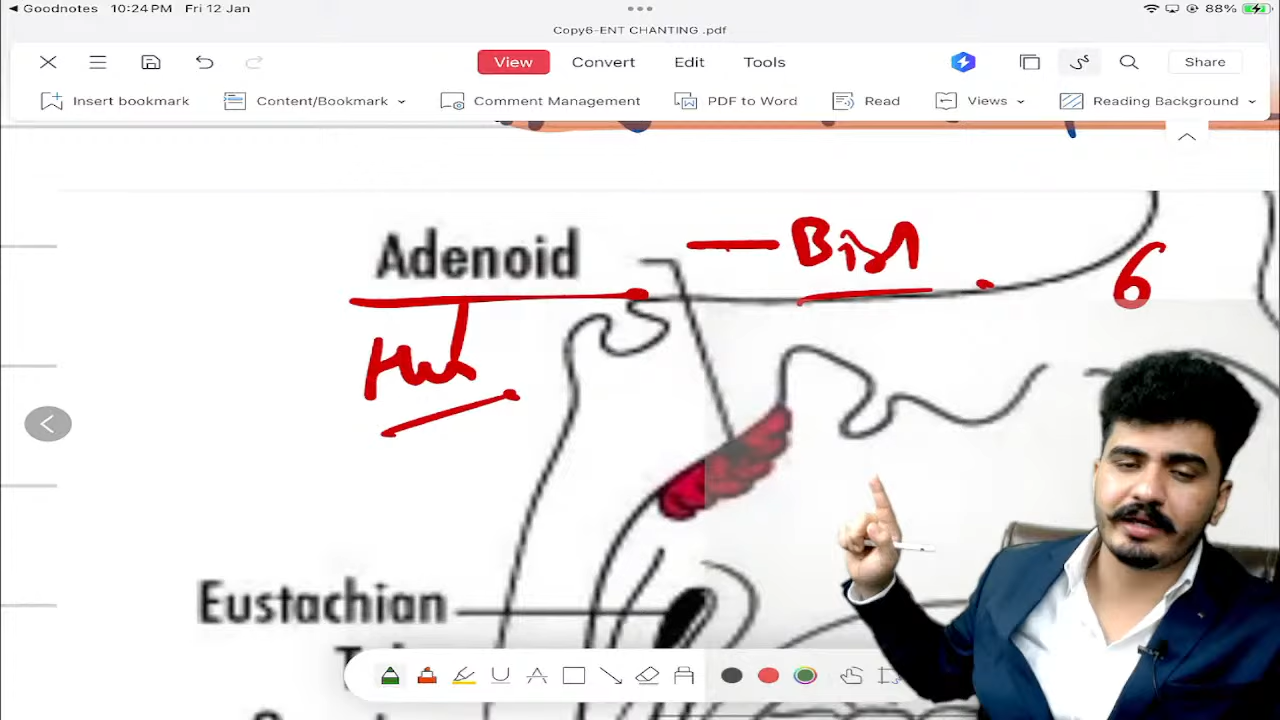 Goodnotes 10:24 PM Fri 12 Jan 88%
Copy6-ENT CHANTING .pdf
View Convert Edit Tools Share
Insert bookmark Content/Bookmark Comment Management PDF to Word Read Views Reading Background
Adenoid
6
Eustachian